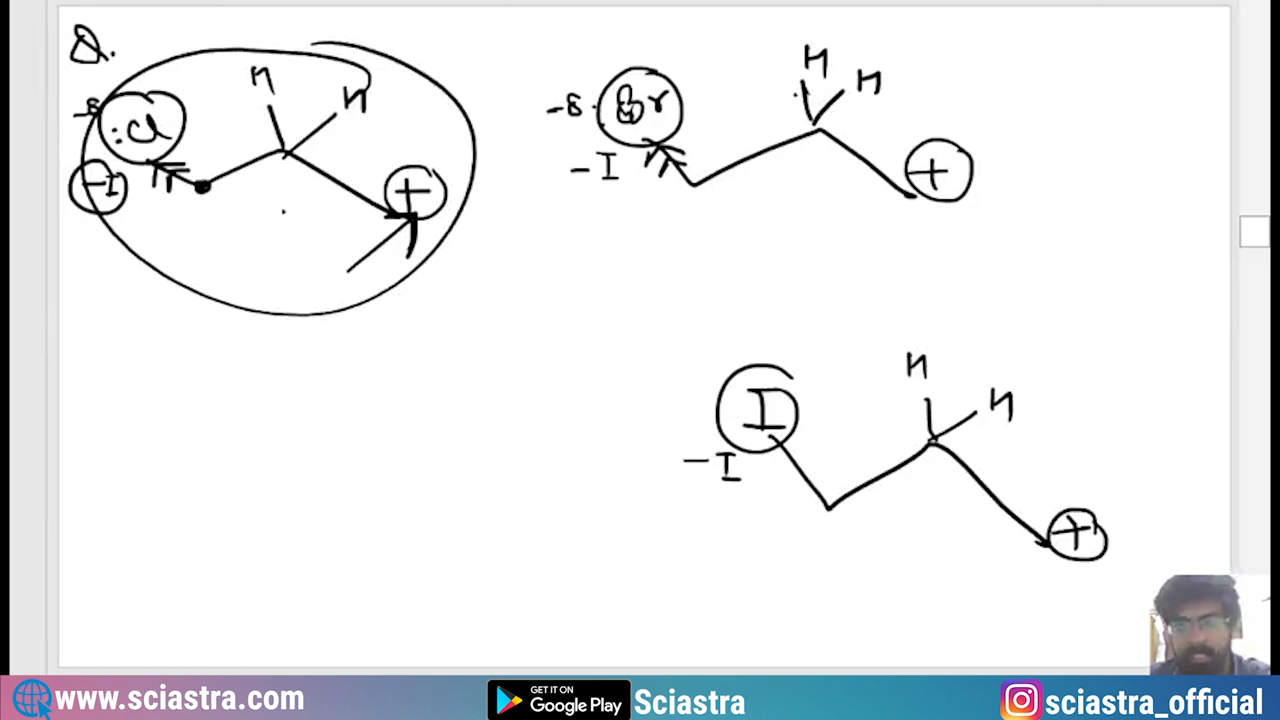 Q.
H
H
-δ
:Cl
-I
+
H
H
-δ
Br
-I
+
H
H
I
-I
+
www.sciastra.com
GET IT ON
Google Play
Sciastra
sciastra_official